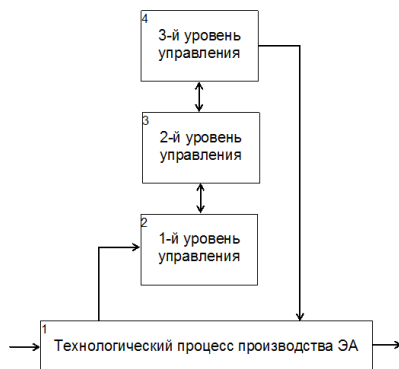 4
3-й уровень
управления
3
2-й уровень
управления
2
1-й уровень
управления
1
Технологический процесс производства ЭА